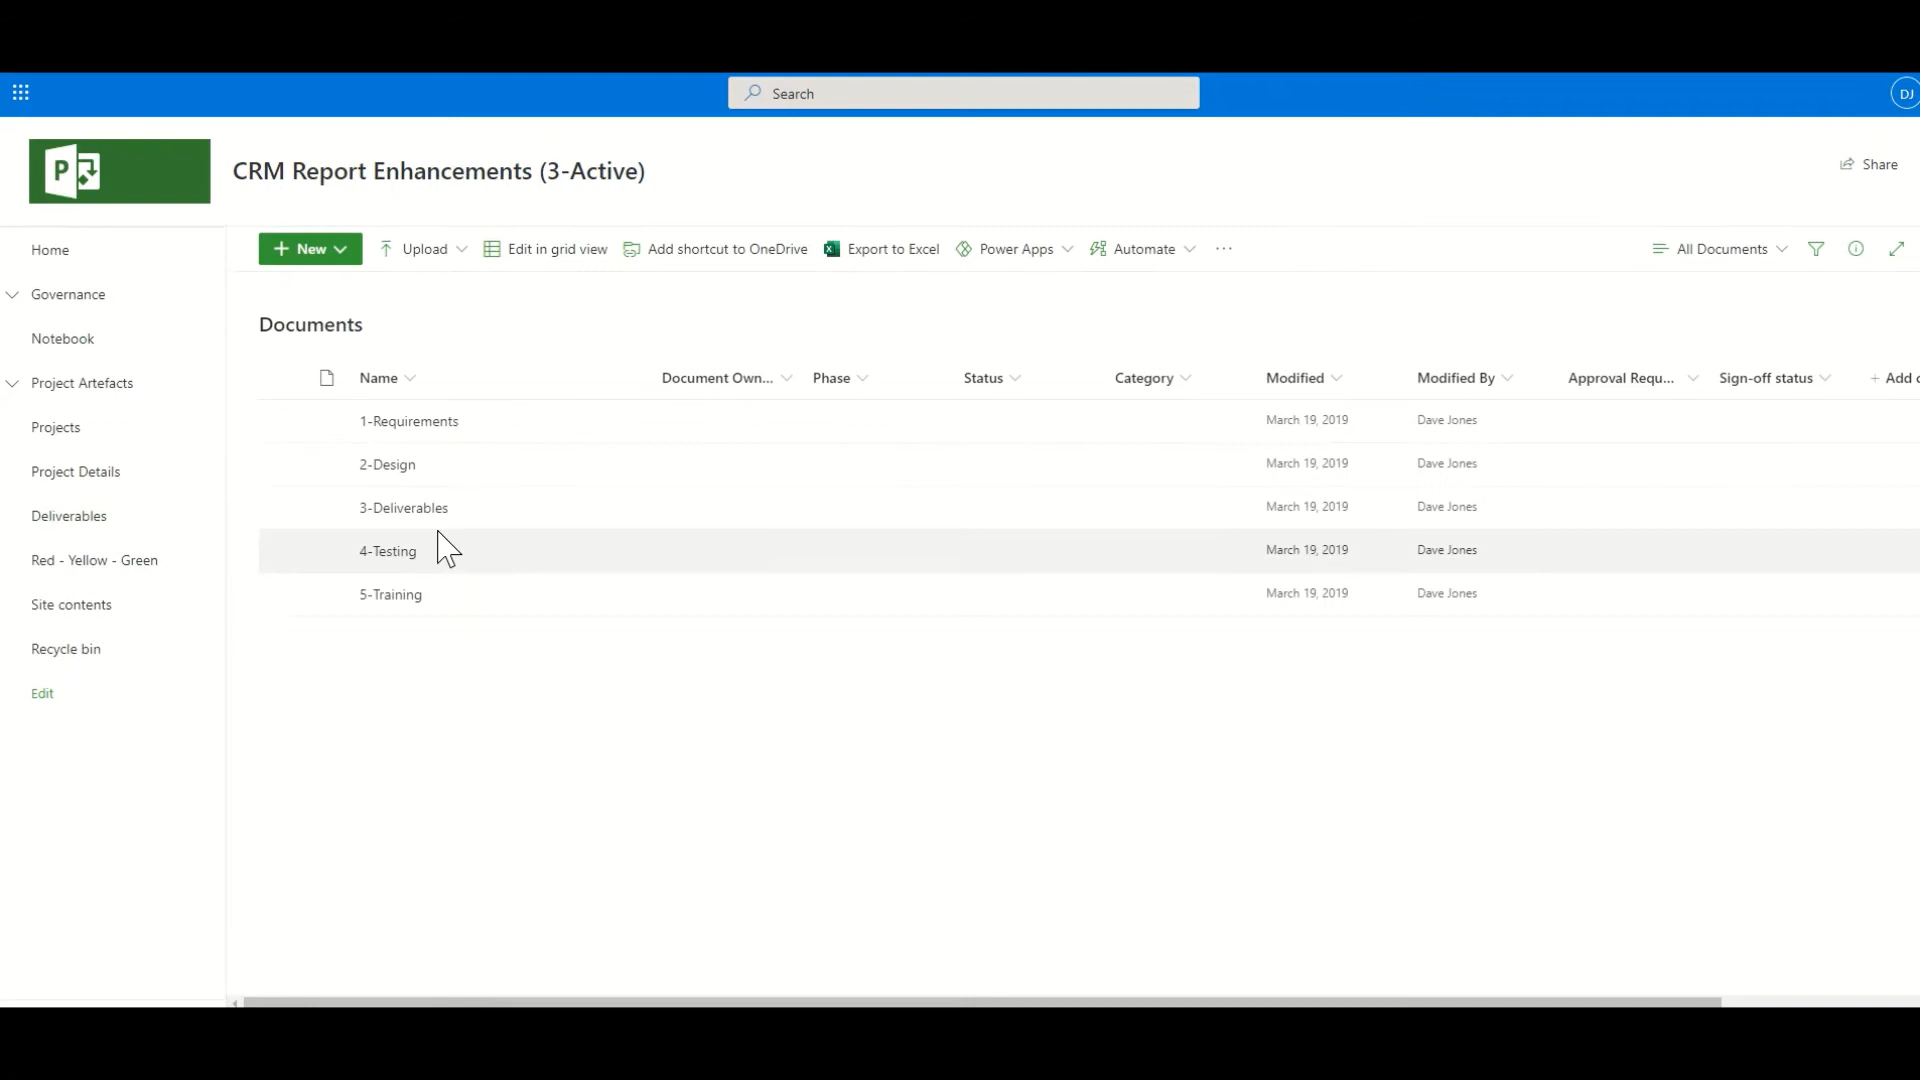 Search
DJ
P
CRM Report Enhancements (3-Active)
Share
New
Upload
Edit in grid view
Add shortcut to OneDrive
Export to Excel
Power Apps
Automate
···
All Documents
Home
Governance
Notebook
Project Artefacts
Projects
Project Details
Deliverables
Red - Yellow - Green
Site contents
Recycle bin
Edit
Documents
Name Document Own... Phase Status Category Modified Modified By Approval Requ... Sign-off status + Add c
1-Requirements March 19, 2019 Dave Jones
2-Design March 19, 2019 Dave Jones
3-Deliverables March 19, 2019 Dave Jones
4-Testing March 19, 2019 Dave Jones
5-Training March 19, 2019 Dave Jones